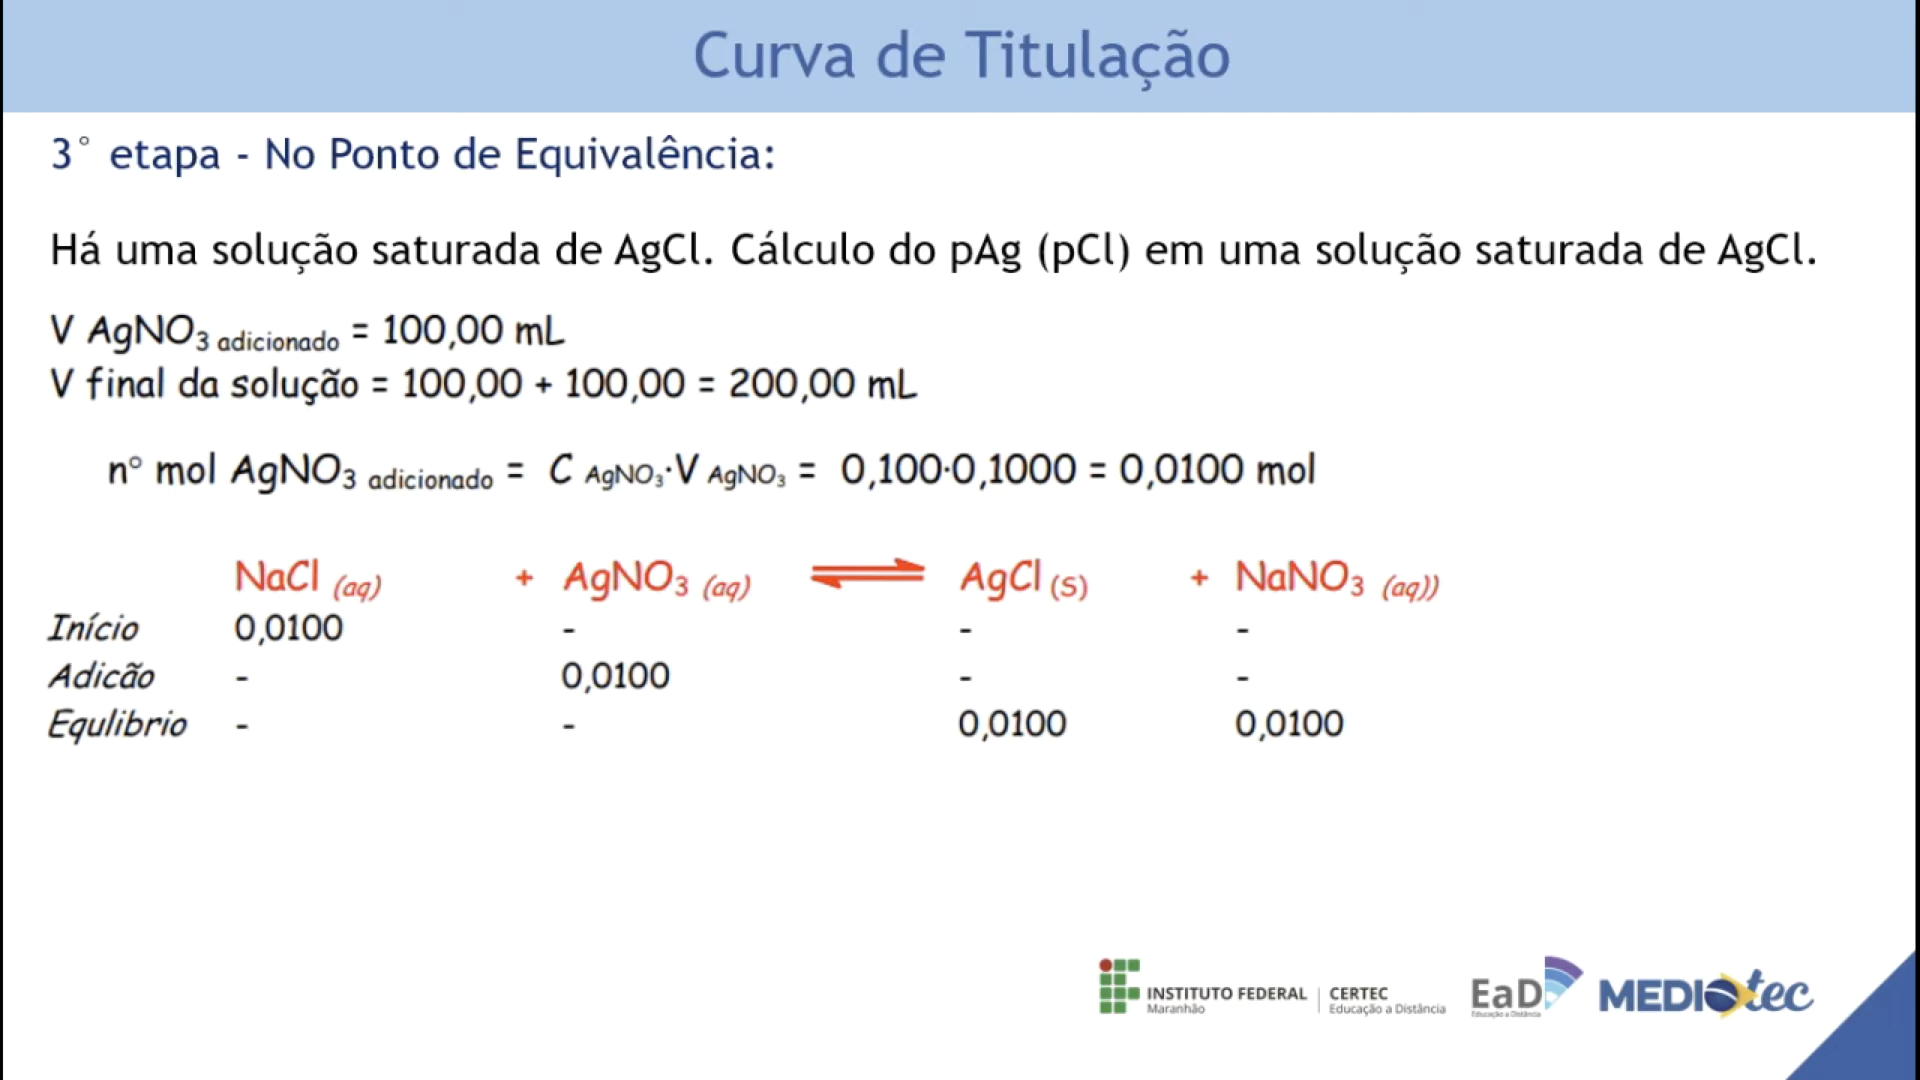 Curva de Titulação
3° etapa - No Ponto de Equivalência:
Há uma solução saturada de AgCl. Cálculo do pAg (pCl) em uma solução saturada de AgCl.
V AgNO₃ adicionado = 100,00 mL
V final da solução = 100,00 + 100,00 = 200,00 mL
n° mol AgNO₃ adicionado = C AgNO₃·V AgNO₃ = 0,100·0,1000 = 0,0100 mol
NaCl (aq) + AgNO₃ (aq) ⇌ AgCl (S) + NaNO₃ (aq))
Início 0,0100 - - -
Adicão - 0,0100 - -
Equlibrio - - 0,0100 0,0100
INSTITUTO FEDERAL
Maranhão
CERTEC
Educação a Distância
EaD
Educação a Distância
MEDIOtec